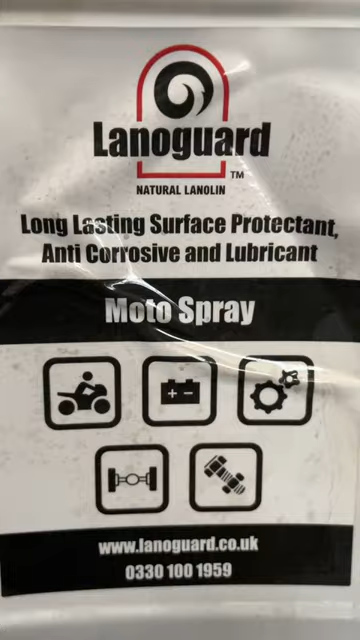 Lanoguard
TM
NATURAL LANOLIN
Long Lasting Surface Protectant,
Anti Corrosive and Lubricant
Moto Spray
www.lanoguard.co.uk
0330 100 1959